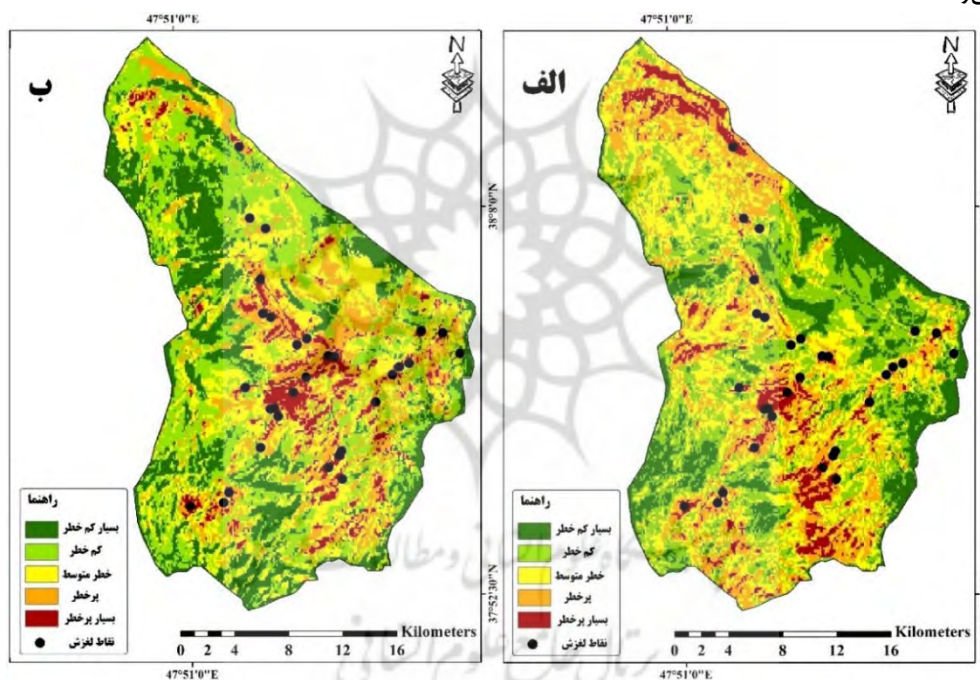 47°51'0"E
47°51'0"E
الف
N
ب
N
38°8'0"N
37°52'30"N
راهنما
بسیار کم خطر
کم خطر
خطر متوسط
پرخطر
بسیار پرخطر
نقاط لغزش
راهنما
بسیار کم خطر
کم خطر
خطر متوسط
پرخطر
بسیار پرخطر
نقاط لغزش
Kilometers
0 2 4 8 12 16
Kilometers
0 2 4 8 12 16
47°51'0"E
47°51'0"E